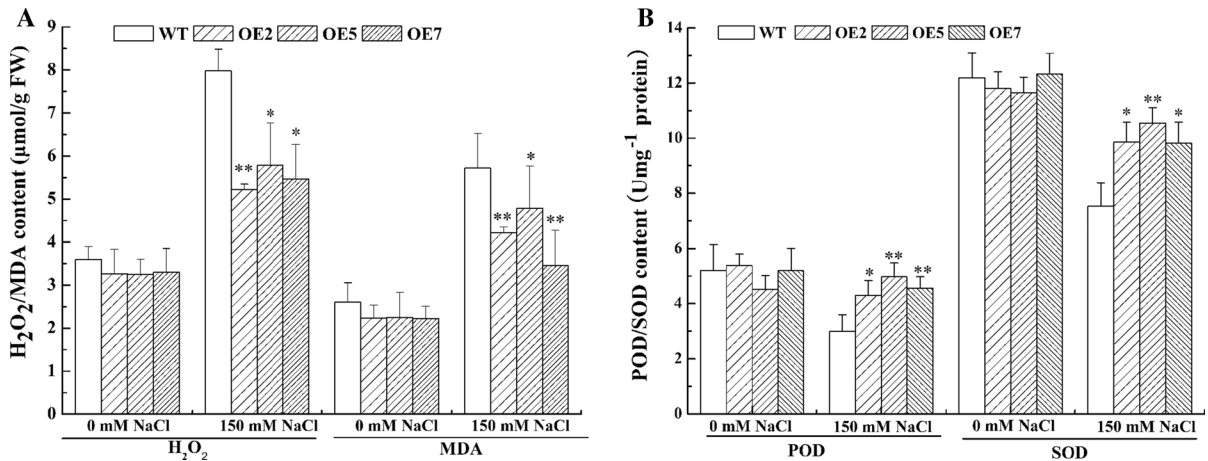 A
H₂O₂/MDA content (µmol/g FW)
9
8
7
6
5
4
3
2
1
0
WT OE2 OE5 OE7
** * * ** * **
0 mM NaCl 150 mM NaCl 0 mM NaCl 150 mM NaCl
H₂O₂ MDA
B
POD/SOD content (Umg⁻¹ protein)
14
12
10
8
6
4
2
0
WT OE2 OE5 OE7
* ** ** * ** *
0 mM NaCl 150 mM NaCl 0 mM NaCl 150 mM NaCl
POD SOD